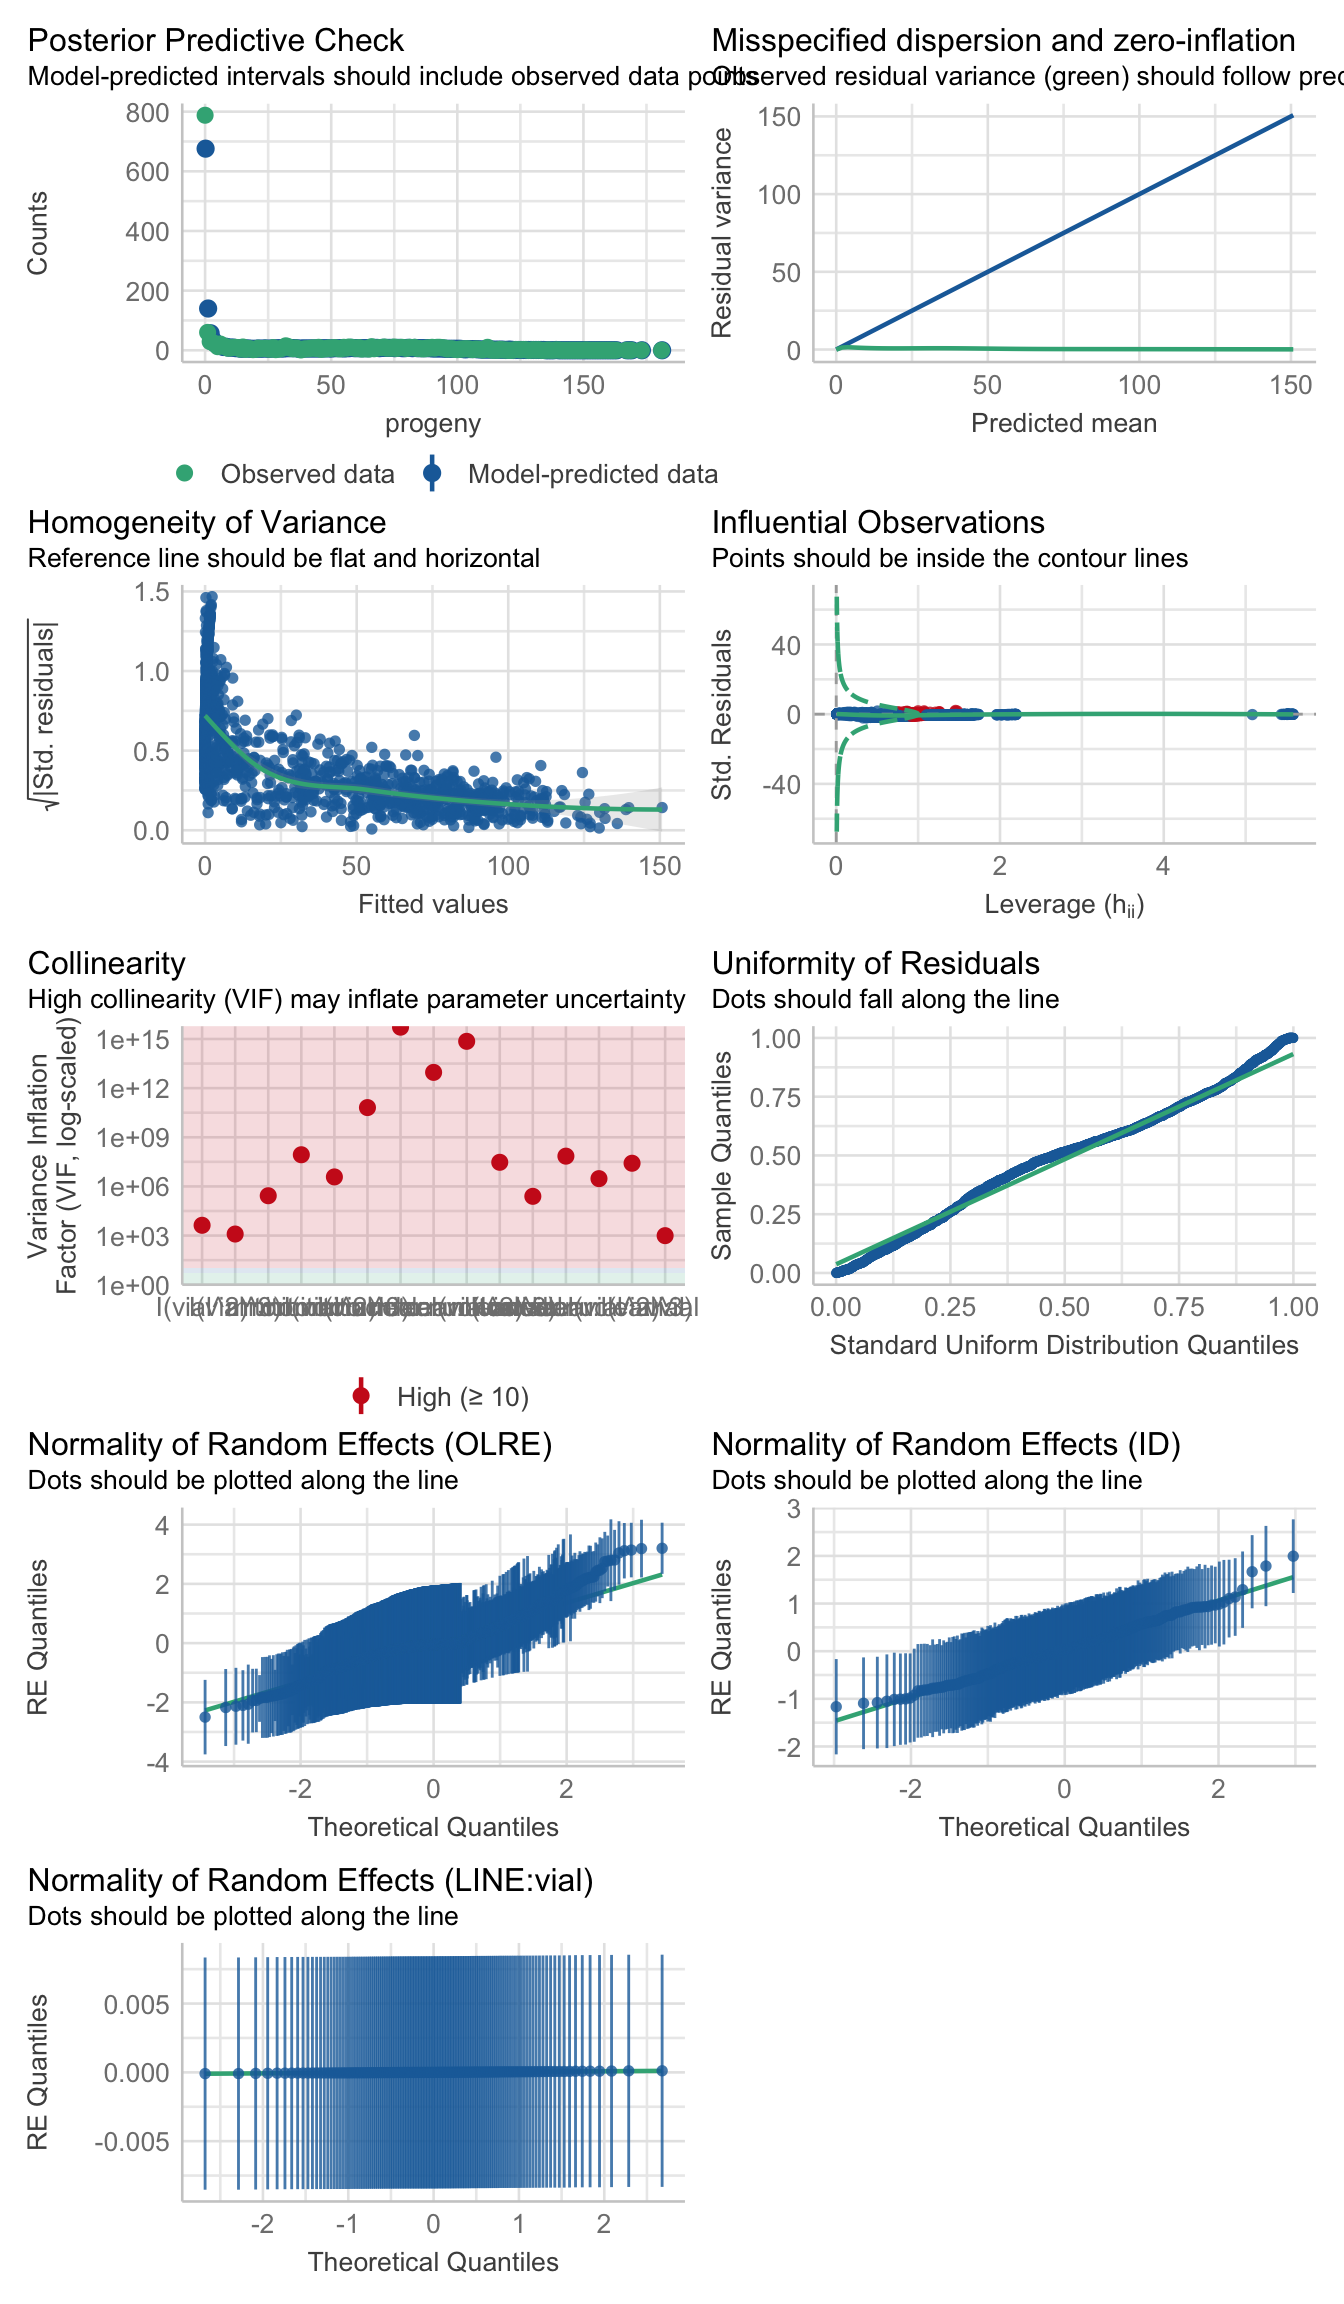 Posterior Predictive Check
Model-predicted intervals should include observed data points
800
600
400
200
0
Counts
0 50 100 150
progeny
Observed data Model-predicted data
Misspecified dispersion and zero-inflation
Observed residual variance (green) should follow pred
150
100
50
0
Residual variance
0 50 100 150
Predicted mean
Homogeneity of Variance
Reference line should be flat and horizontal
1.5
1.0
0.5
0.0
√|Std. residuals|
0 50 100 150
Fitted values
Influential Observations
Points should be inside the contour lines
40
0
-40
Std. Residuals
0 2 4
Leverage (hii)
Collinearity
High collinearity (VIF) may inflate parameter uncertainty
1e+15
1e+12
1e+09
1e+06
1e+03
1e+00
Variance Inflation
Factor (VIF, log-scaled)
High (≥ 10)
Uniformity of Residuals
Dots should fall along the line
1.00
0.75
0.50
0.25
0.00
Sample Quantiles
0.00 0.25 0.50 0.75 1.00
Standard Uniform Distribution Quantiles
Normality of Random Effects (OLRE)
Dots should be plotted along the line
4
2
0
-2
-4
RE Quantiles
-2 0 2
Theoretical Quantiles
Normality of Random Effects (ID)
Dots should be plotted along the line
3
2
1
0
-1
-2
RE Quantiles
-2 0 2
Theoretical Quantiles
Normality of Random Effects (LINE:vial)
Dots should be plotted along the line
0.005
0.000
-0.005
RE Quantiles
-2 -1 0 1 2
Theoretical Quantiles